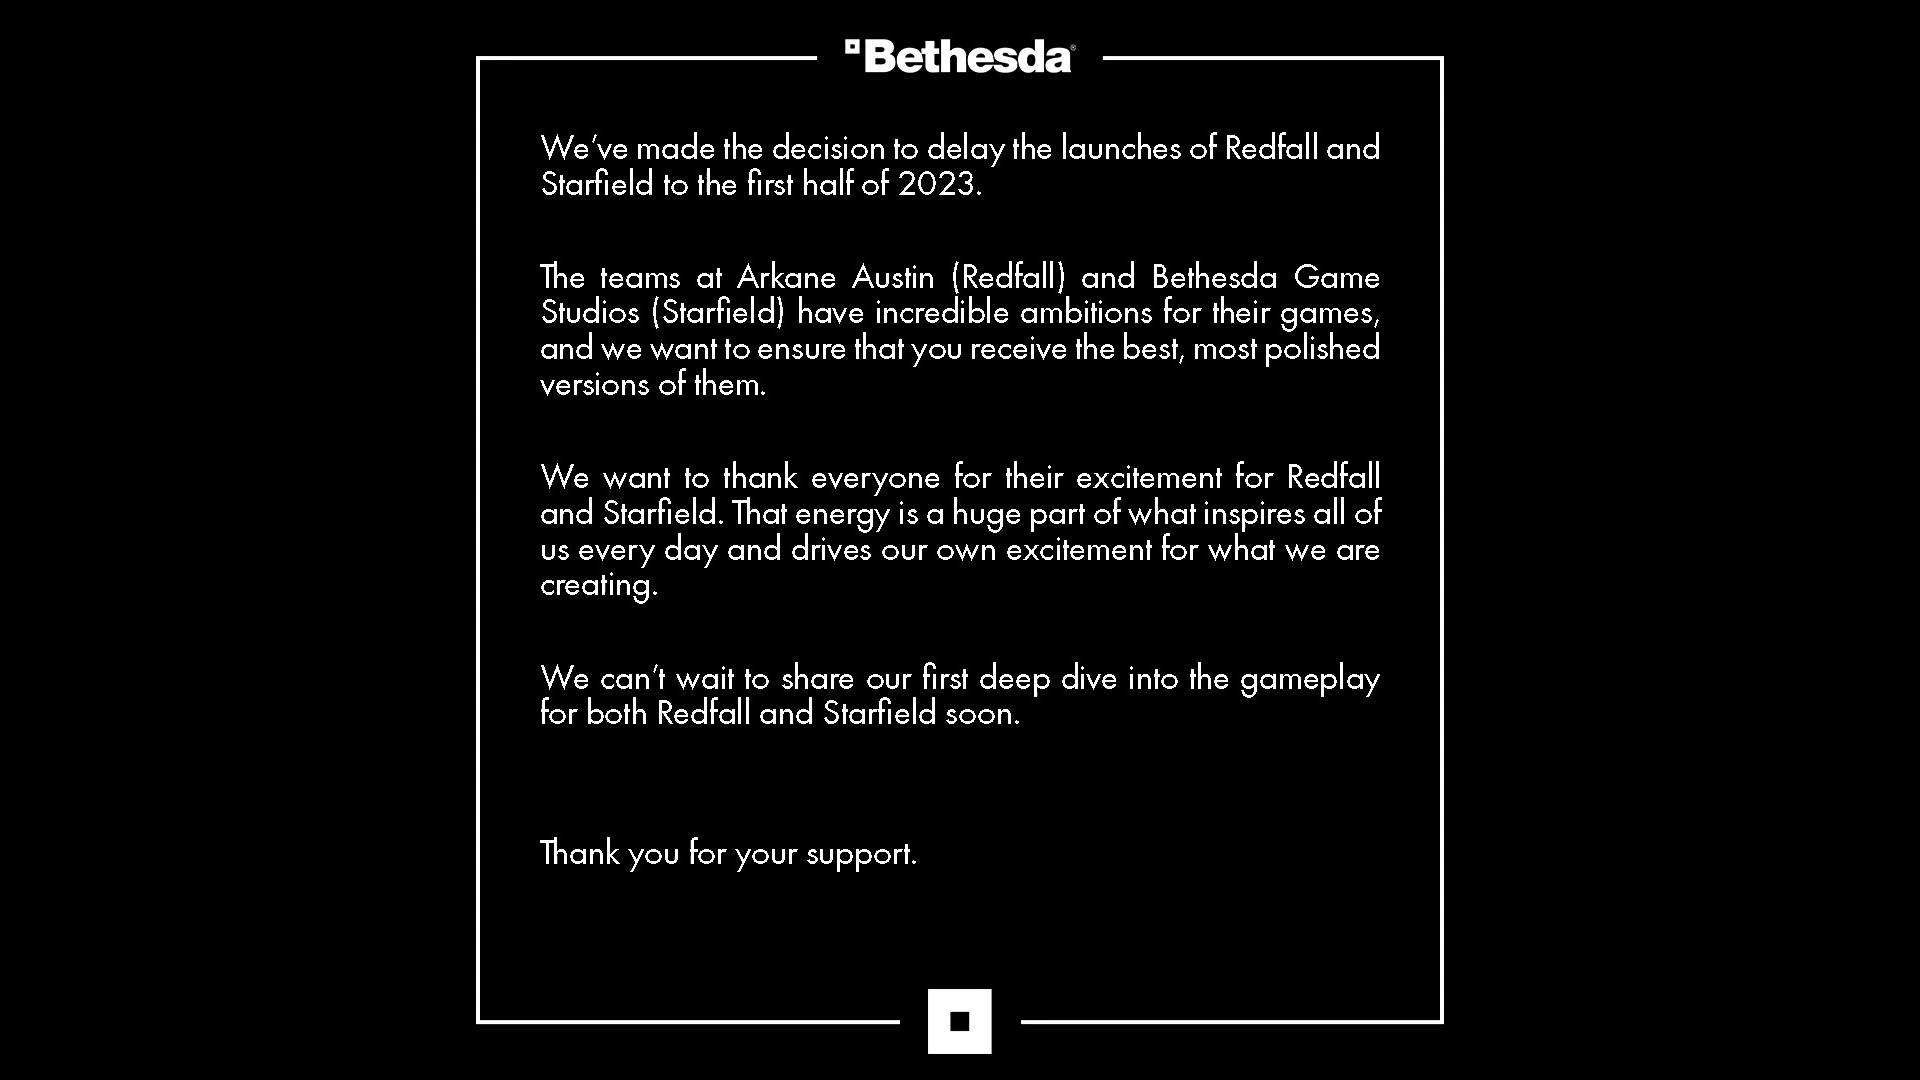 Bethesda
We've made the decision to delay the launches of Redfall and
Starfield to the first half of 2023.
The teams at Arkane Austin (Redfall) and Bethesda Game
Studios (Starfield) have incredible ambitions for their games,
and we want to ensure that you receive the best, most polished
versions of them.
We want to thank everyone for their excitement for Redfall
and Starfield. That energy is a huge part of what inspires all of
us every day and drives our own excitement for what we are
creating.
We can't wait to share our first deep dive into the gameplay
for both Redfall and Starfield soon.
Thank you for your support.